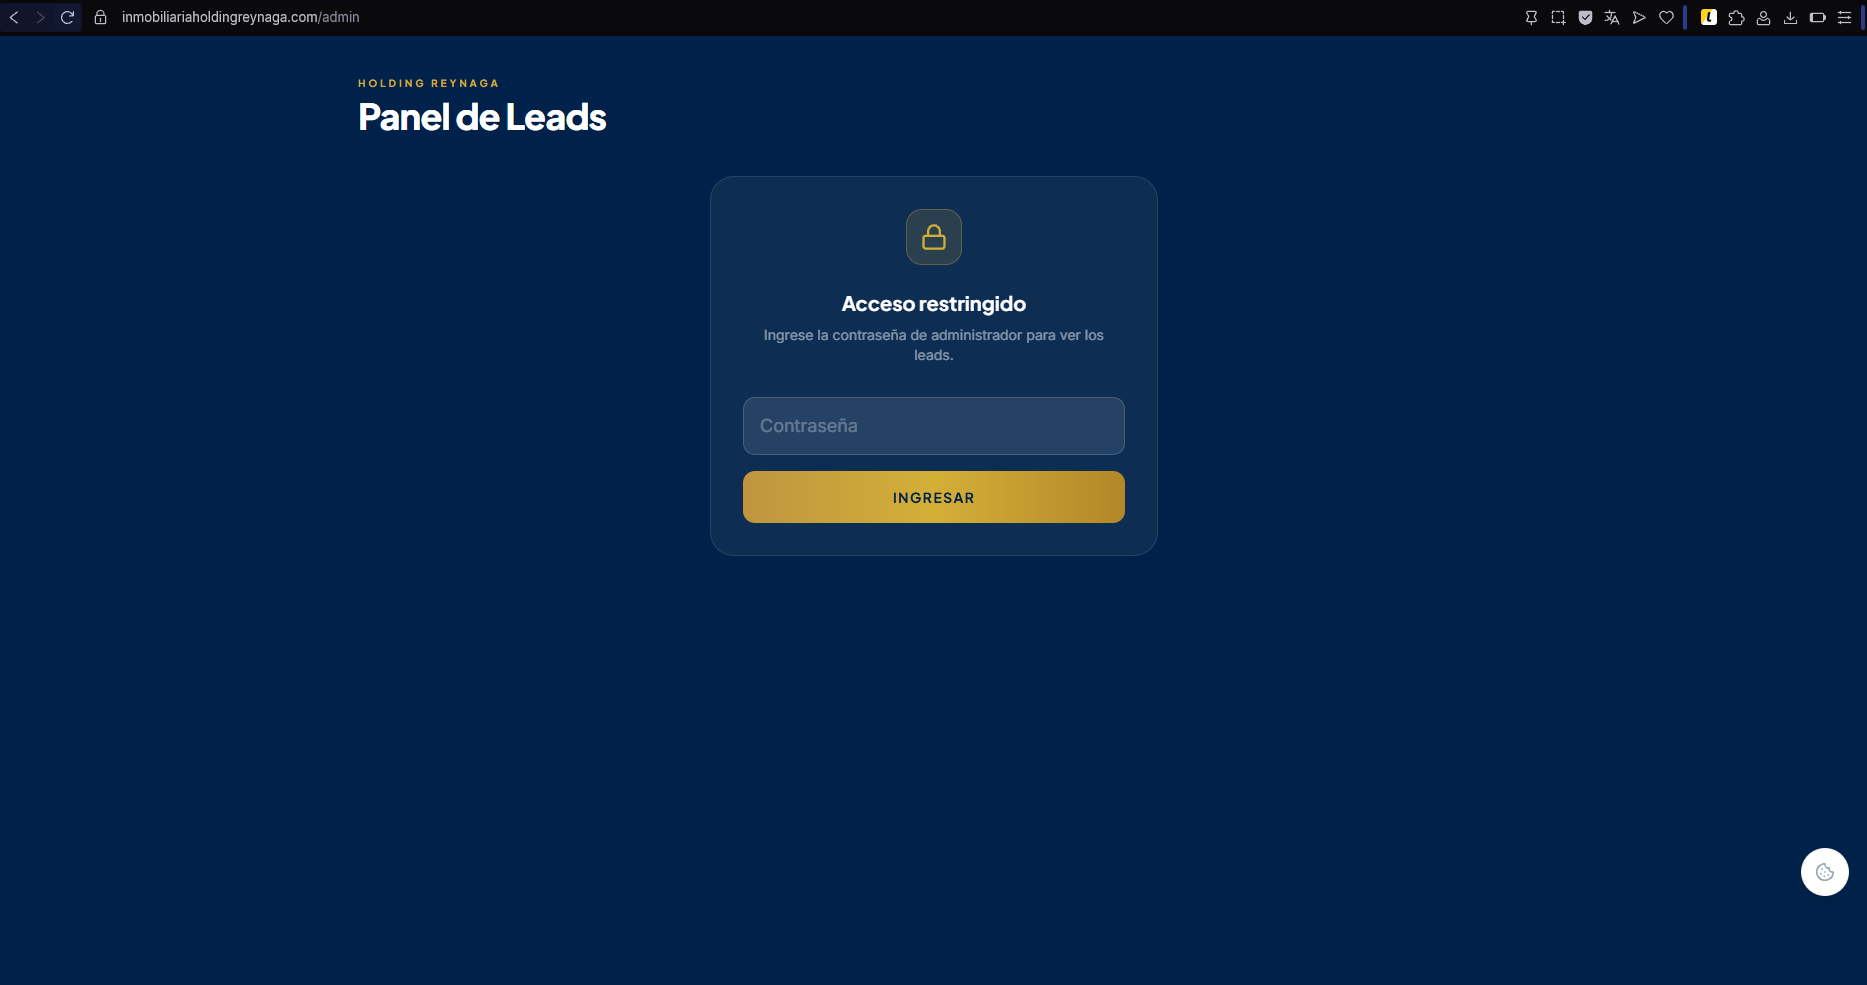 inmobiliariaholdingreynaga.com/admin
HOLDING REYNAGA
Panel de Leads
Acceso restringido
Ingrese la contraseña de administrador para ver los
leads.
Contraseña
INGRESAR